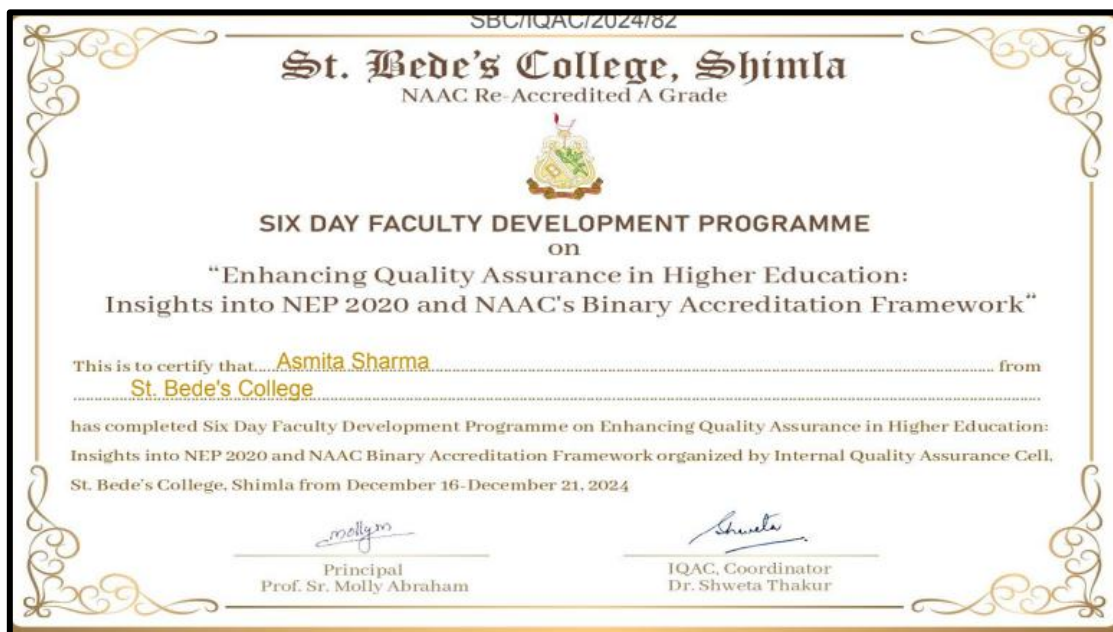 SBC/IQAC/2024/82
St. Bede's College, Shimla
NAAC Re-Accredited A Grade
SIX DAY FACULTY DEVELOPMENT PROGRAMME
on
“Enhancing Quality Assurance in Higher Education:
Insights into NEP 2020 and NAAC's Binary Accreditation Framework“
This is to certify that Asmita Sharma from
St. Bede's College
has completed Six Day Faculty Development Programme on Enhancing Quality Assurance in Higher Education:
Insights into NEP 2020 and NAAC Binary Accreditation Framework organized by Internal Quality Assurance Cell,
St. Bede's College, Shimla from December 16-December 21, 2024
mollym
Shweta
Principal
Prof. Sr. Molly Abraham
IQAC, Coordinator
Dr. Shweta Thakur